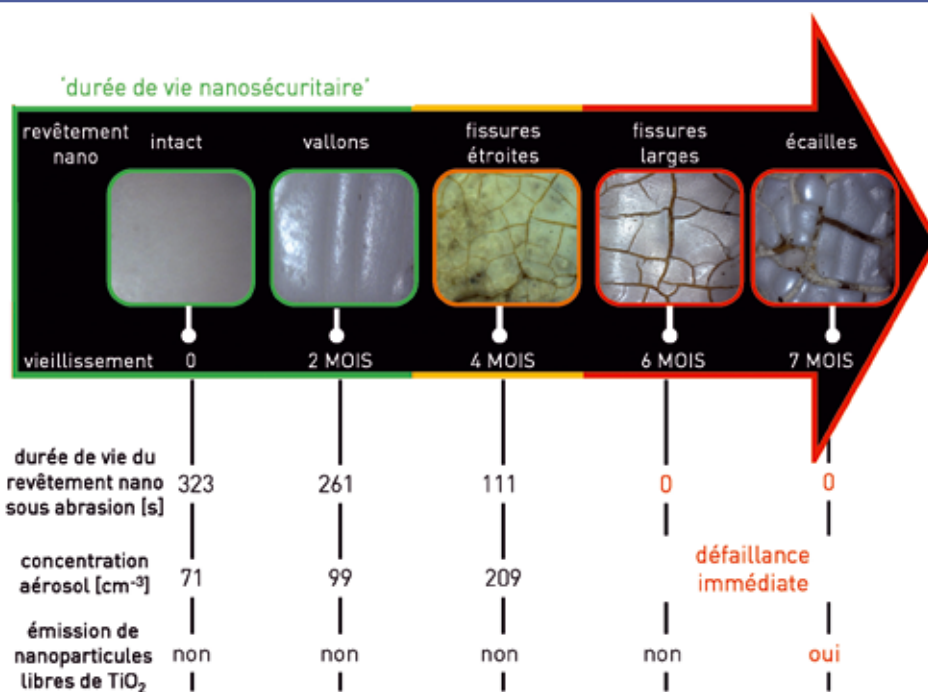 'durée de vie nanosécuritaire'
revêtement
nano
intact
vallons
fissures
étroites
fissures
larges
écailles
vieillissement
0
2 MOIS
4 MOIS
6 MOIS
7 MOIS
durée de vie du
revêtement nano
sous abrasion [s]
323
261
111
0
0
concentration
aérosol [cm⁻³]
71
99
209
défaillance
immédiate
émission de
nanoparticules
libres de TiO₂
non
non
non
non
oui